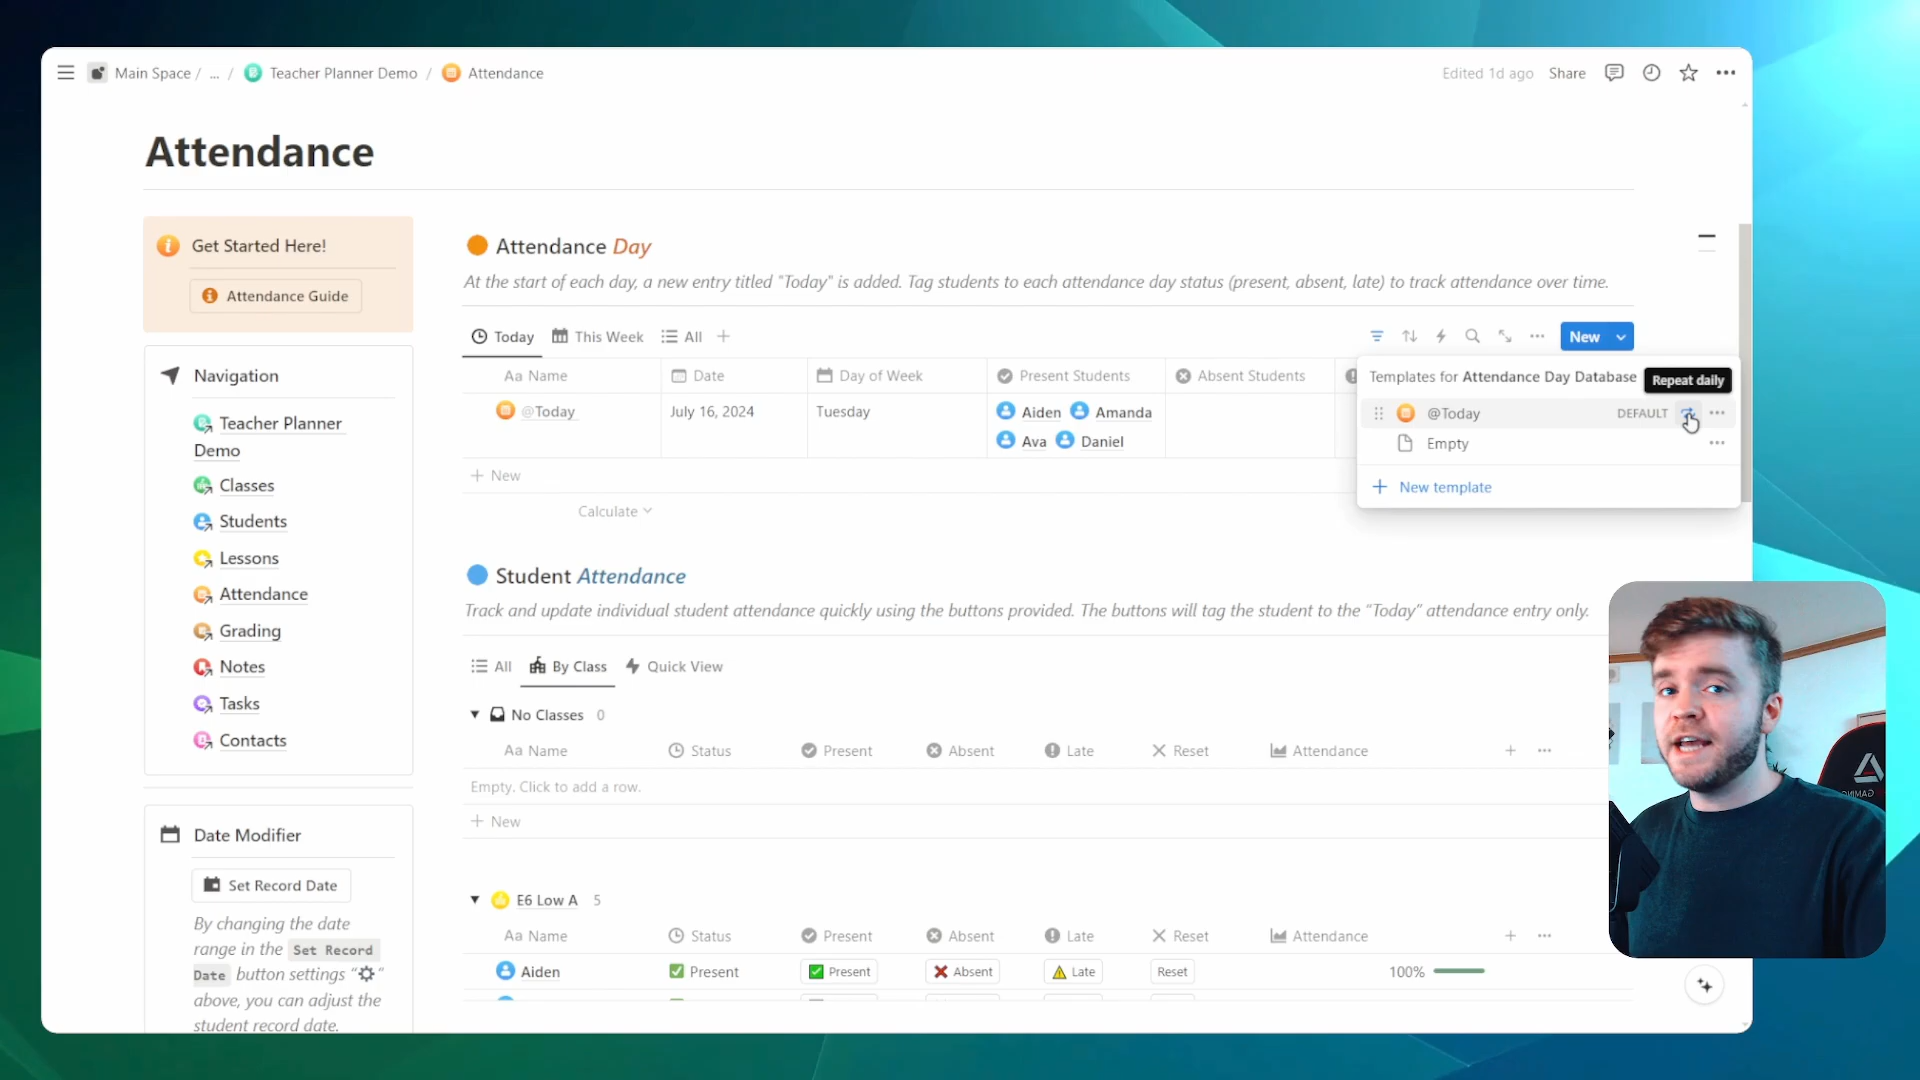 Main Space / ... / Teacher Planner Demo / Attendance
Edited 1d ago Share
Attendance
Get Started Here!
Attendance Guide
Navigation
Teacher Planner
Demo
Classes
Students
Lessons
Attendance
Grading
Notes
Tasks
Contacts
Date Modifier
Set Record Date
By changing the date
range in the Set Record
Date button settings "⚙"
above, you can adjust the
student record date.
Attendance Day
At the start of each day, a new entry titled "Today" is added. Tag students to each attendance day status (present, absent, late) to track attendance over time.
Today This Week All
New
Aa Name Date Day of Week Present Students Absent Students
@Today July 16, 2024 Tuesday Aiden Amanda
Ava Daniel
+ New
Calculate
Templates for Attendance Day Database
Repeat daily
@Today DEFAULT
Empty
+ New template
Student Attendance
Track and update individual student attendance quickly using the buttons provided. The buttons will tag the student to the “Today” attendance entry only.
All By Class Quick View
No Classes 0
Aa Name Status Present Absent Late Reset Attendance
Empty. Click to add a row.
+ New
E6 Low A 5
Aa Name Status Present Absent Late Reset Attendance
Aiden Present Present Absent Late Reset 100%